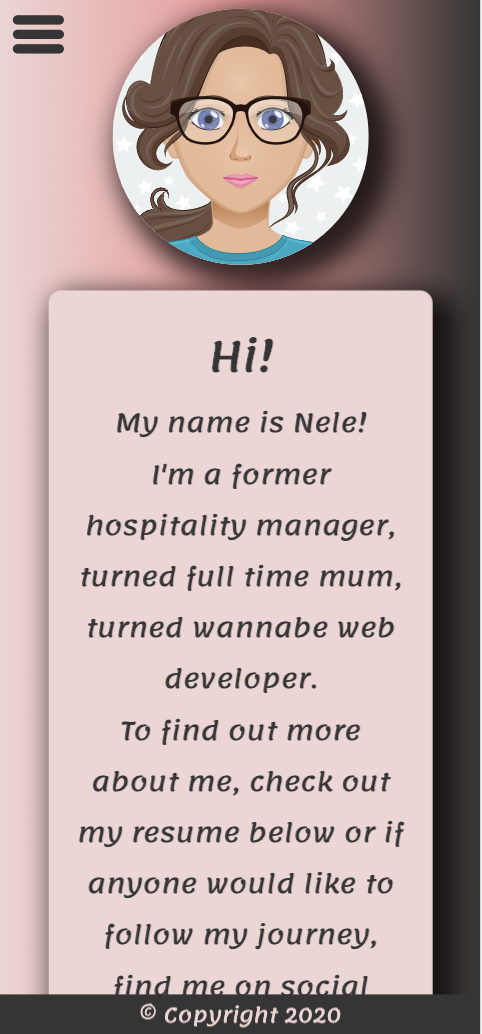 Hi!
My name is Nele!
I'm a former
hospitality manager,
turned full time mum,
turned wannabe web
developer.
To find out more
about me, check out
my resume below or if
anyone would like to
follow my journey,
find me on social
© Copyright 2020